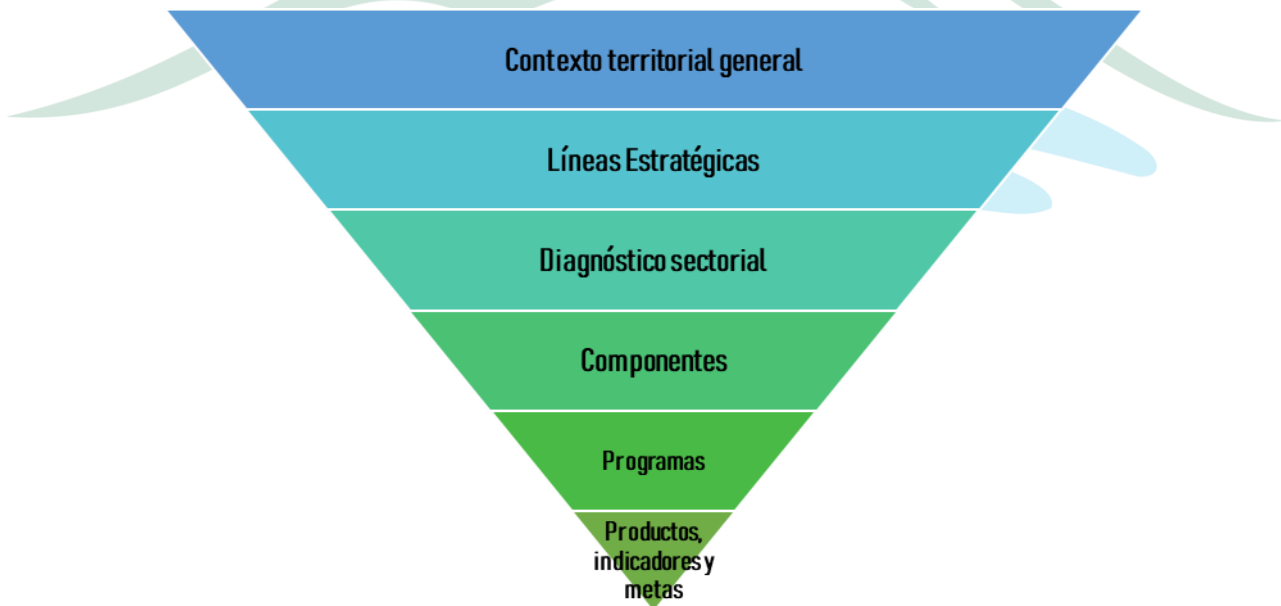 Contexto territorial general
Líneas Estratégicas
Diagnóstico sectorial
Componentes
Programas
Productos,
indicadores y
metas